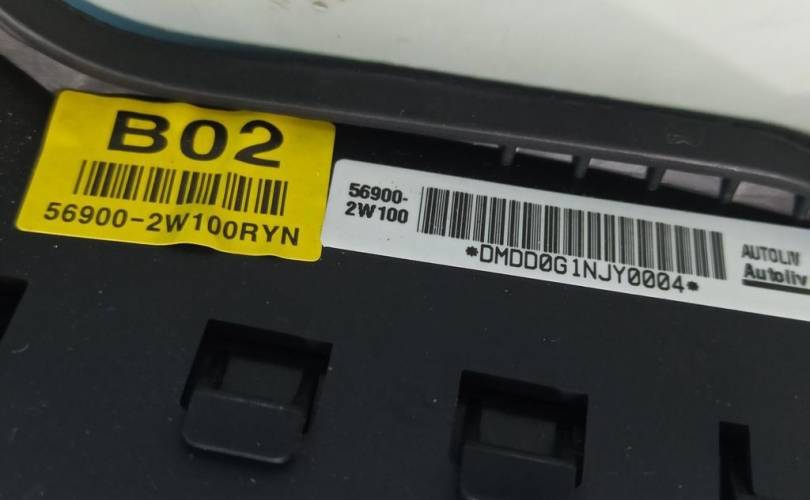 B02
56900-2W100RYN
56900-
2W100
*DMDD0G1NJY0004*
AUTOLIV
Autoliv